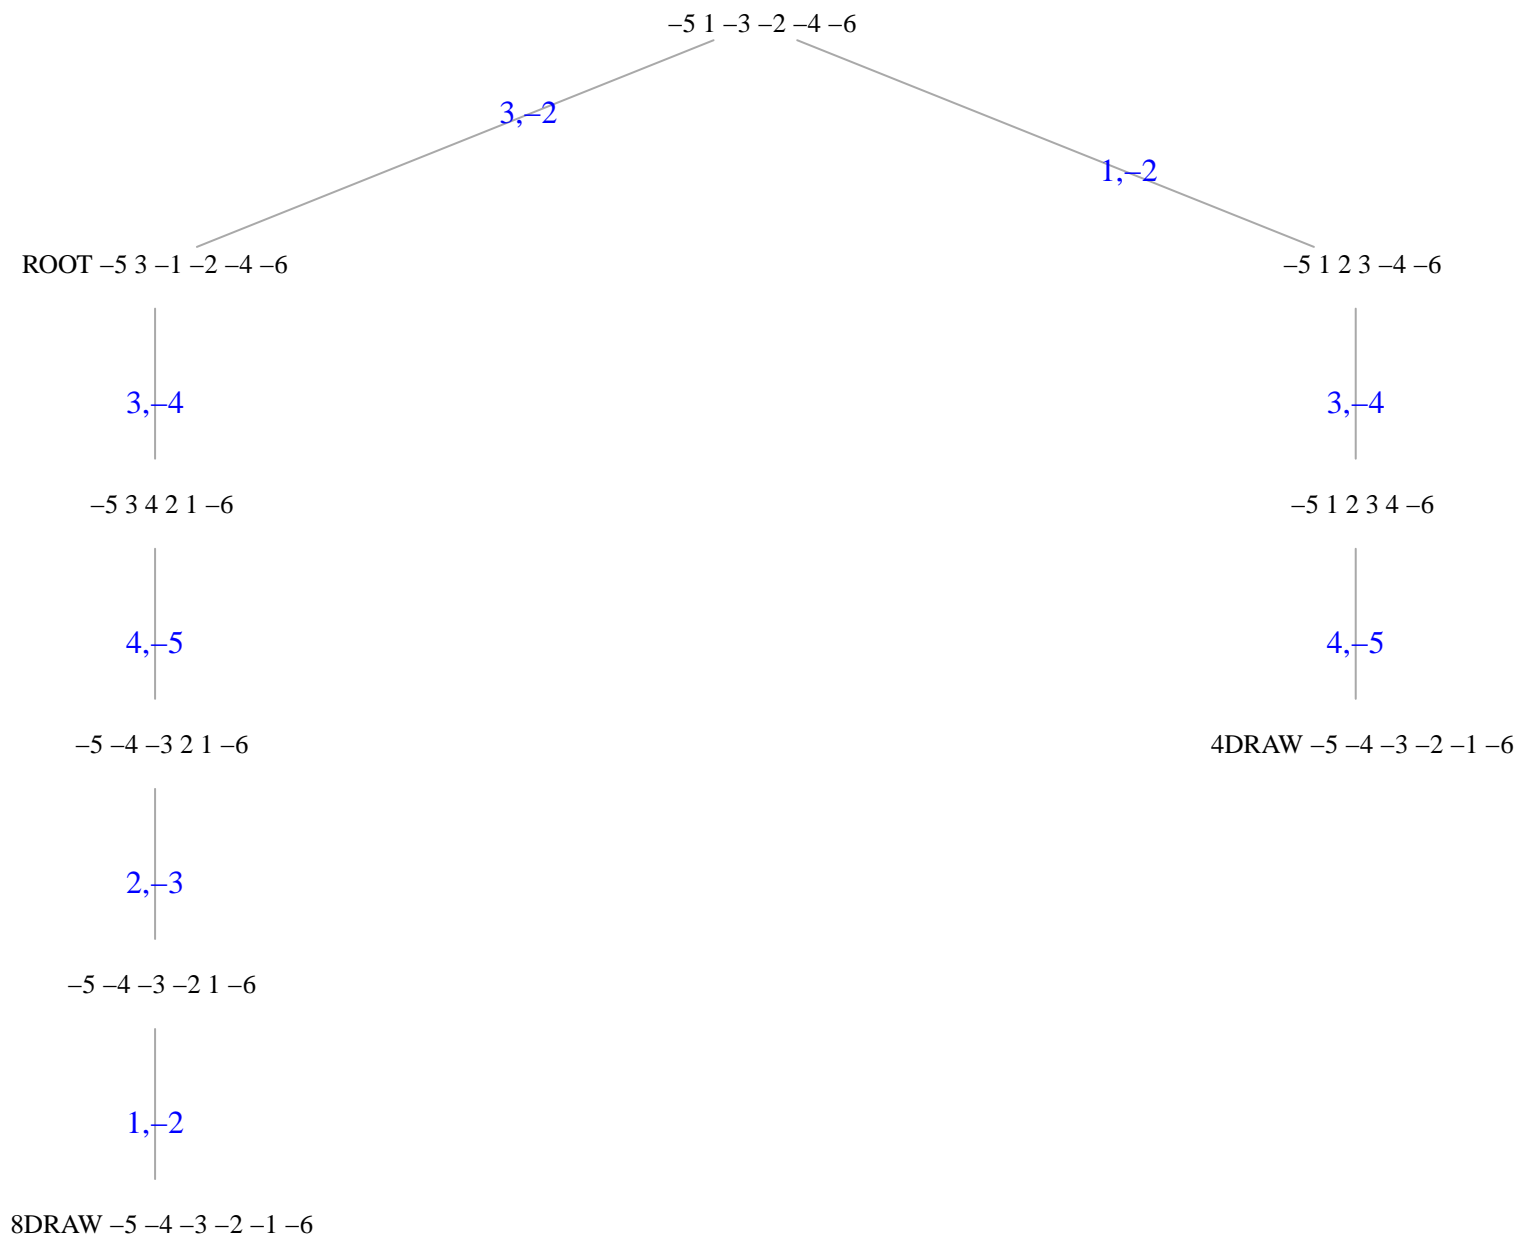 –5 1 –3 –2 –4 –6
3,–2
1,–2
ROOT –5 3 –1 –2 –4 –6
–5 1 2 3 –4 –6
3,–4
3,–4
–5 3 4 2 1 –6
–5 1 2 3 4 –6
4,–5
4,–5
–5 –4 –3 2 1 –6
4DRAW –5 –4 –3 –2 –1 –6
2,–3
–5 –4 –3 –2 1 –6
1,–2
8DRAW –5 –4 –3 –2 –1 –6